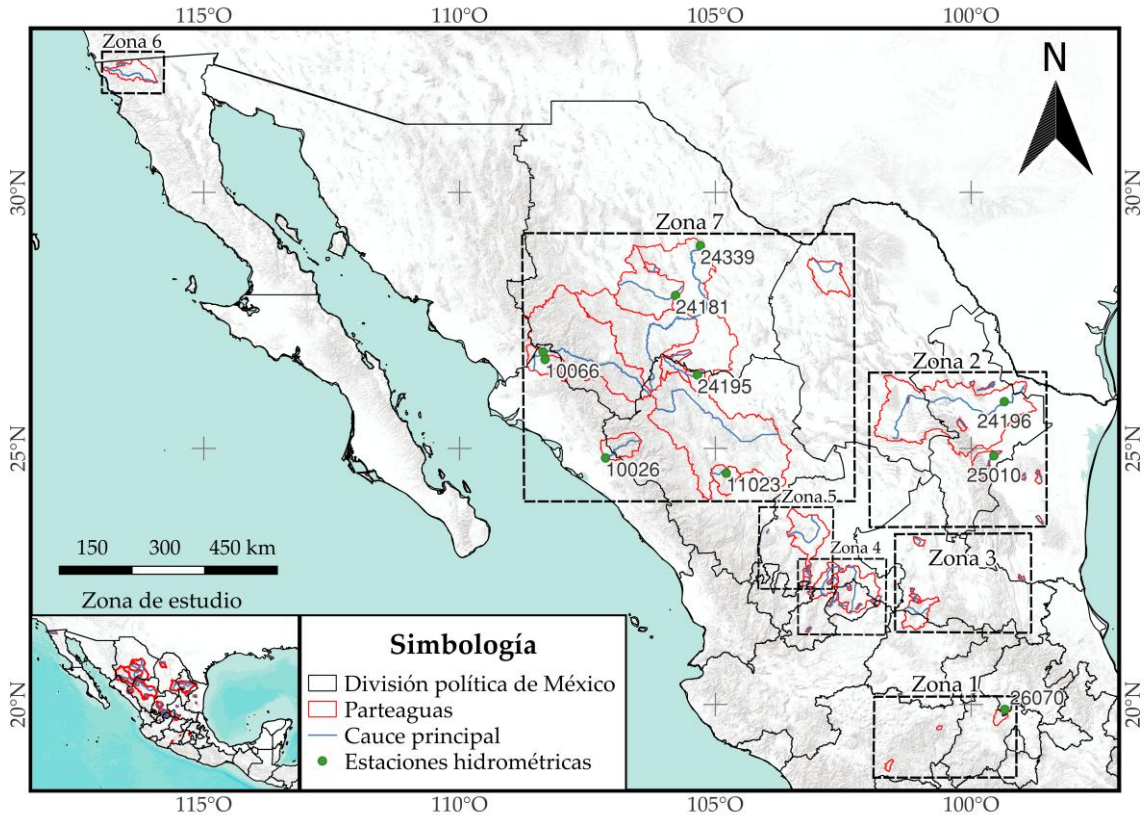 115°O
110°O
105°O
100°O
Zona 6
N
30°N
30°N
Zona 7
24339
24181
10066
24195
Zona 2
24196
25°N
25°N
10026
11023
25010
Zona 5
Zona 4
Zona 3
150 300 450 km
Zona de estudio
Simbología
División política de México
Parteaguas
Cauce principal
Estaciones hidrométricas
Zona 1
26070
20°N
20°N
115°O
110°O
105°O
100°O